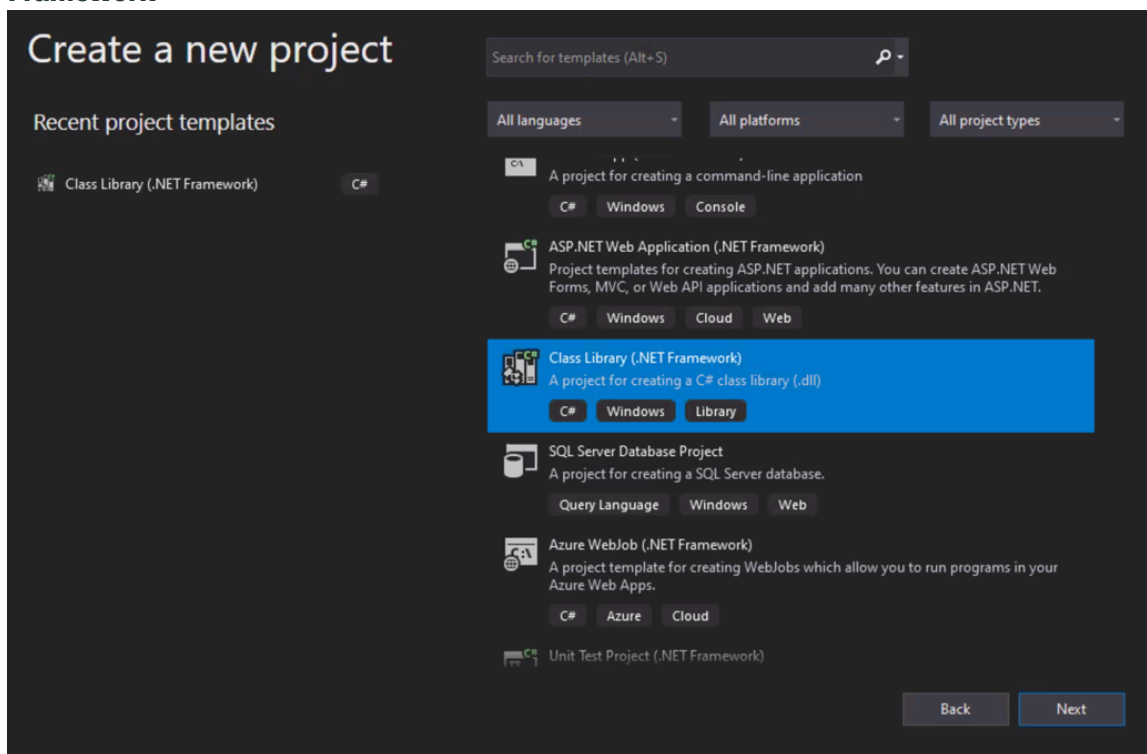 Create a new project
Search for templates (Alt+S)
Recent project templates
All languages
All platforms
All project types
Class Library (.NET Framework)
C#
A project for creating a command-line application
C# Windows Console
ASP.NET Web Application (.NET Framework)
Project templates for creating ASP.NET applications. You can create ASP.NET Web
Forms, MVC, or Web API applications and add many other features in ASP.NET.
C# Windows Cloud Web
Class Library (.NET Framework)
A project for creating a C# class library (.dll)
C# Windows Library
SQL Server Database Project
A project for creating a SQL Server database.
Query Language Windows Web
Azure WebJob (.NET Framework)
A project template for creating WebJobs which allow you to run programs in your
Azure Web Apps.
C# Azure Cloud
Unit Test Project (.NET Framework)
Back
Next